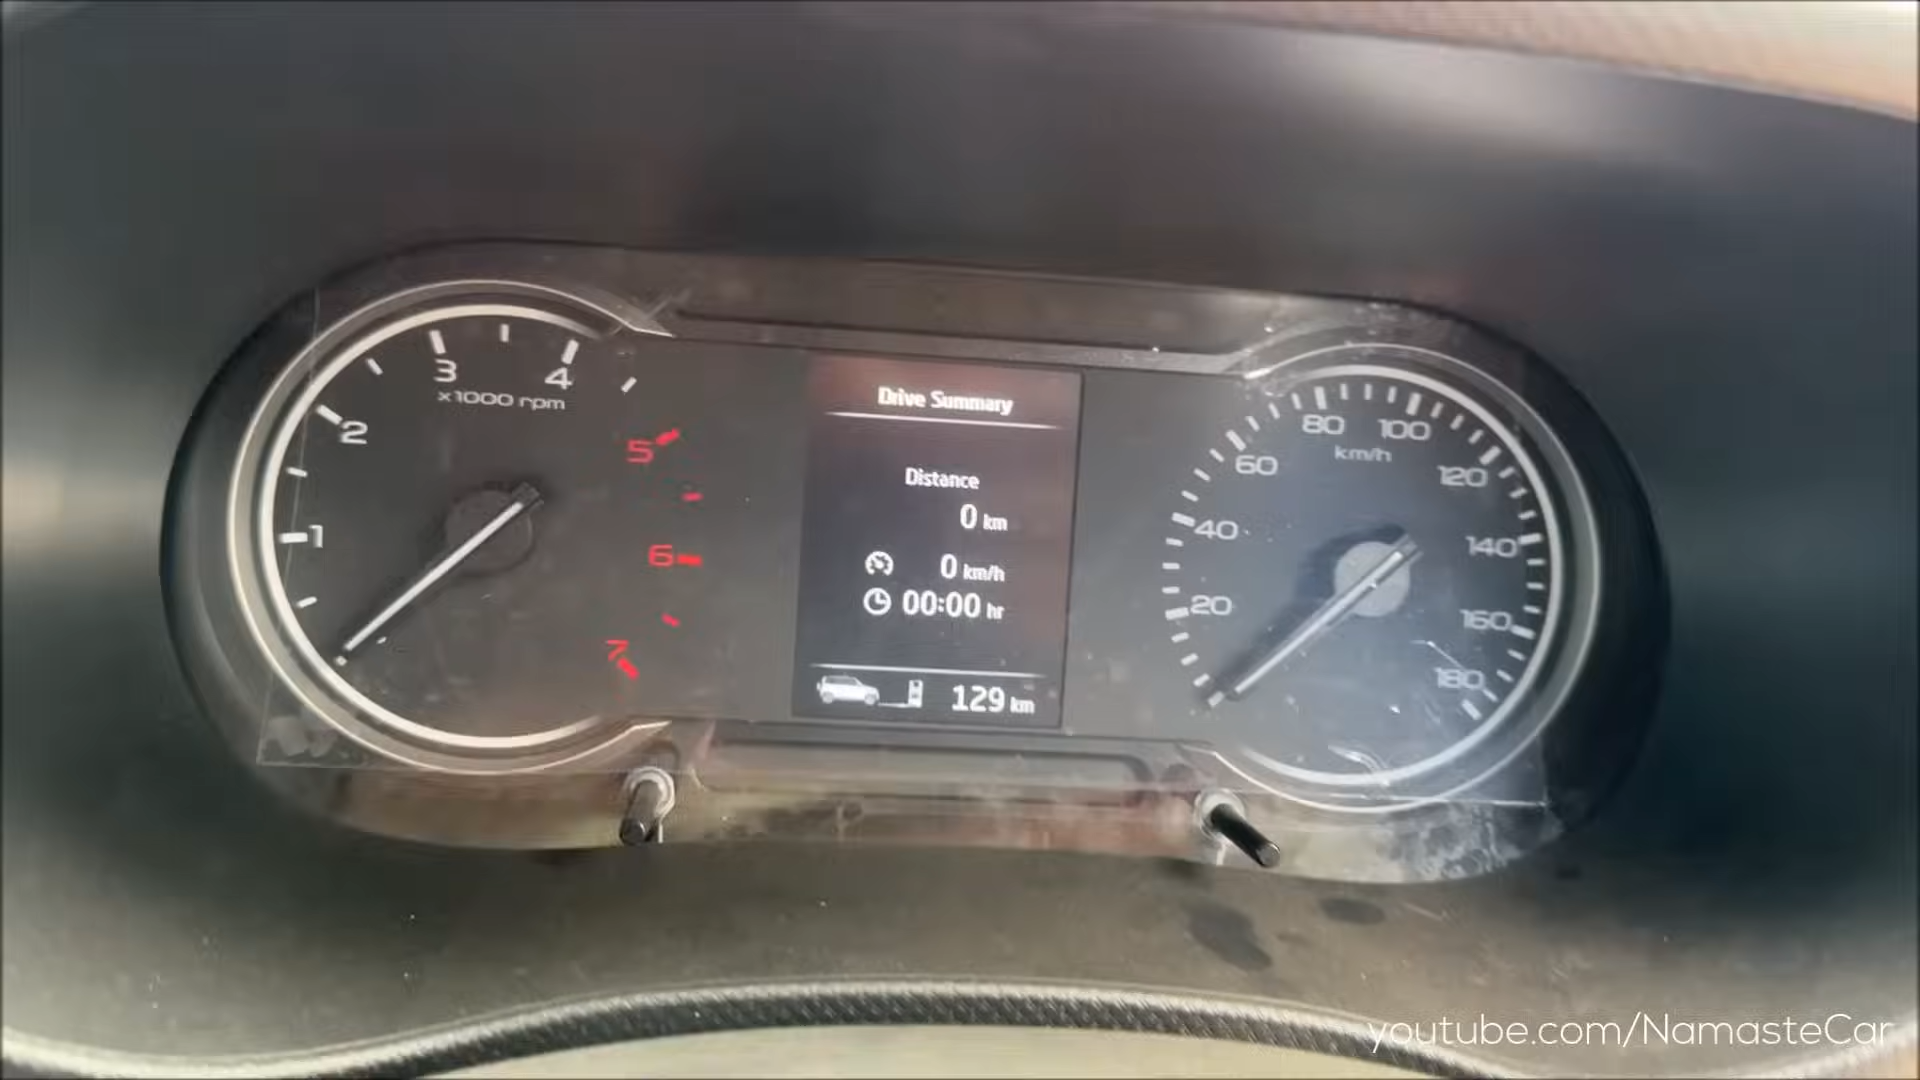 1
2
3
4
x1000 rpm
5
6
7
Drive Summary
Distance
0 km
0 km/h
00:00 hr
129 km
20
40
60
80
100
km/h
120
140
160
180
youtube.com/NamasteCar